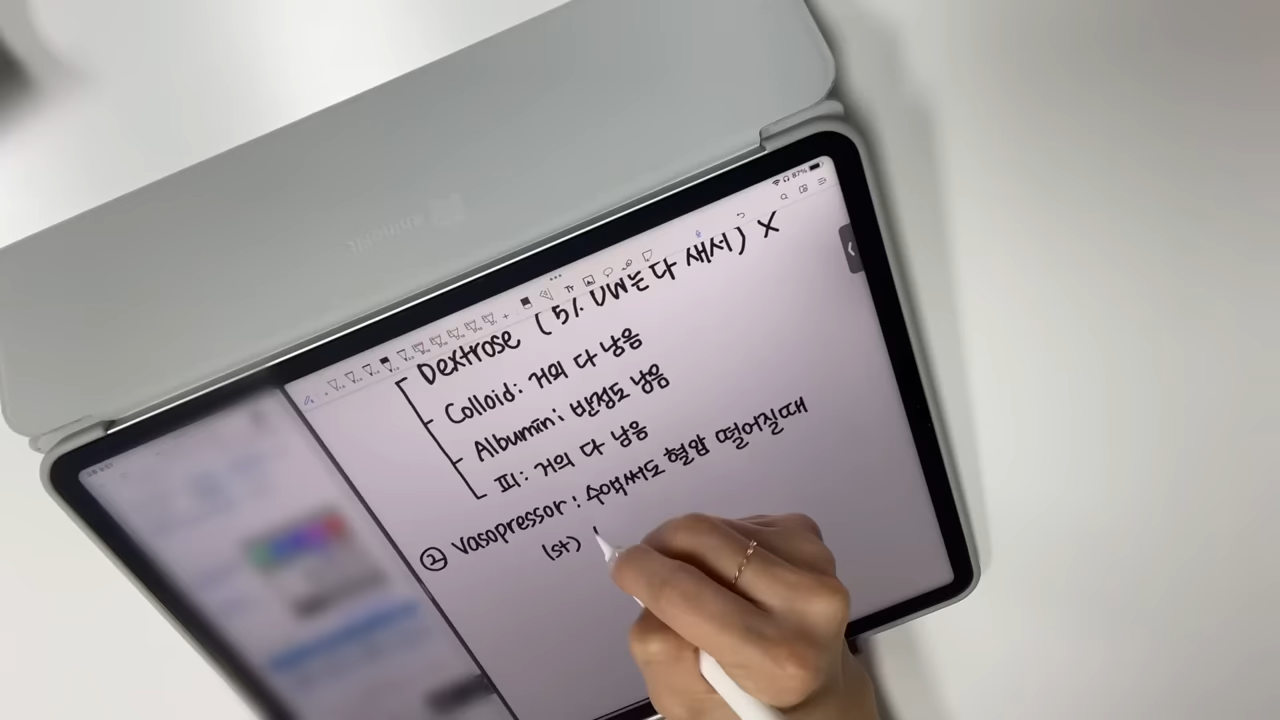 87%
Dextrose (5% DW는 다 새서) X
Colloid: 거의 다 남음
Albumin: 반정도 남음
피: 거의 다 남음
② Vasopressor: 수액써도 혈압 떨어질때
(st)